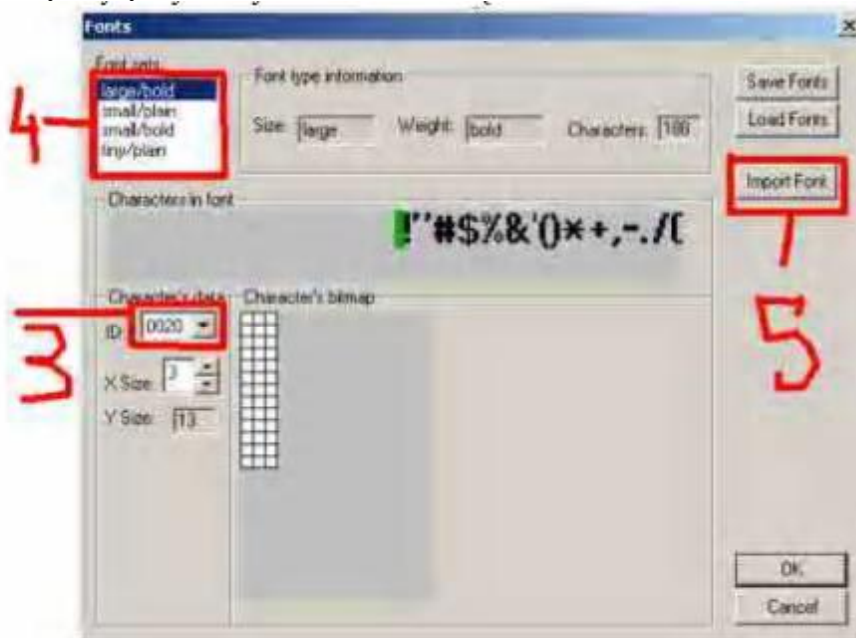 Fonts
Font sets
large/bold
small/plain
small/bold
tiny/plain
Font type information
Size: large
Weight: bold
Characters: 186
Save Fonts
Load Fonts
Import Font
Characters in font
!"#$%&'()*+,-./(
Character's data
ID: 0020
X Size: 3
Y Size: 13
Character's bitmap
OK
Cancel
4
3
5